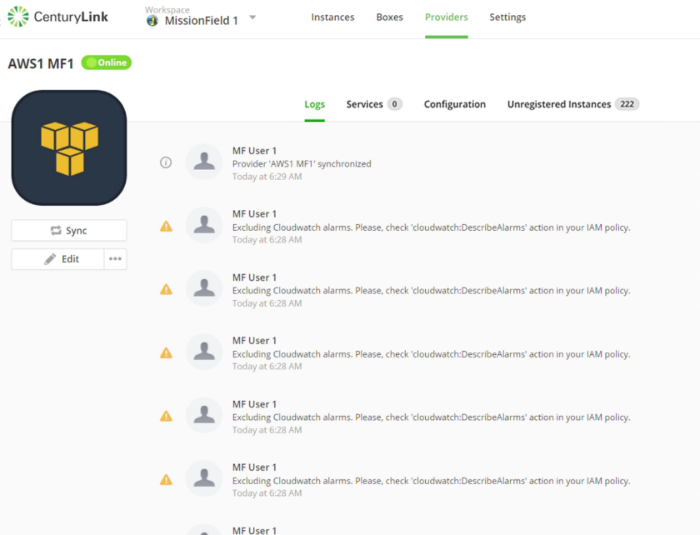 CenturyLink
Workspace
MissionField 1
Instances
Boxes
Providers
Settings
AWS1 MF1
Online
Logs
Services 0
Configuration
Unregistered Instances 222
Sync
Edit
MF User 1
Provider 'AWS1 MF1' synchronized
Today at 6:29 AM
MF User 1
Excluding Cloudwatch alarms. Please, check 'cloudwatch:DescribeAlarms' action in your IAM policy.
Today at 6:28 AM
MF User 1
Excluding Cloudwatch alarms. Please, check 'cloudwatch:DescribeAlarms' action in your IAM policy.
Today at 6:28 AM
MF User 1
Excluding Cloudwatch alarms. Please, check 'cloudwatch:DescribeAlarms' action in your IAM policy.
Today at 6:28 AM
MF User 1
Excluding Cloudwatch alarms. Please, check 'cloudwatch:DescribeAlarms' action in your IAM policy.
Today at 6:28 AM
MF User 1
Excluding Cloudwatch alarms. Please, check 'cloudwatch:DescribeAlarms' action in your IAM policy.
Today at 6:28 AM
MF User 1